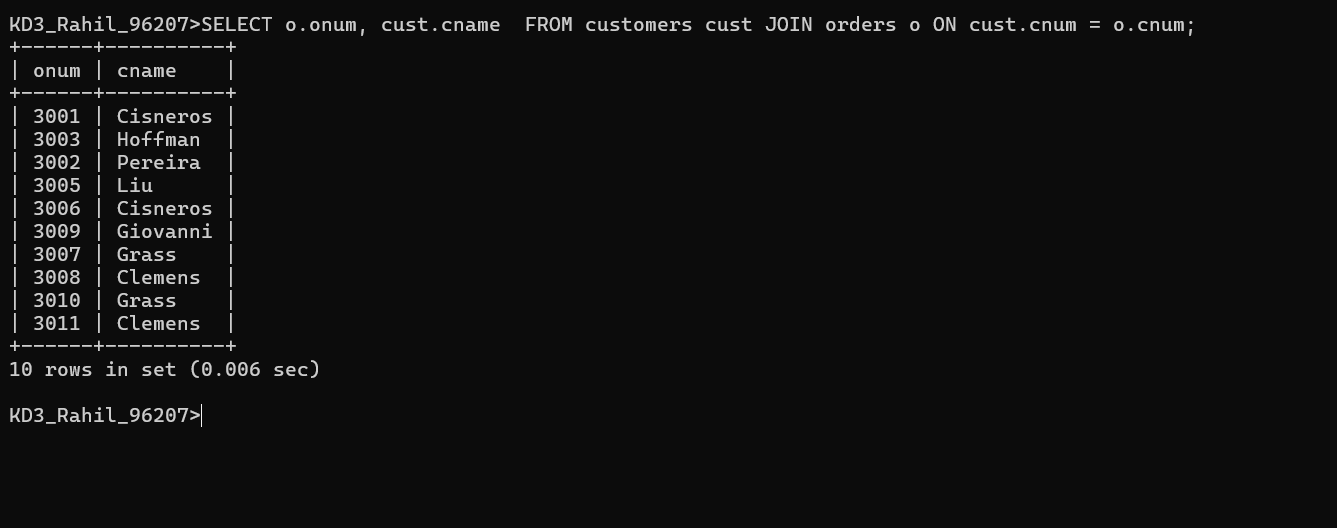 KD3_Rahil_96207>SELECT o.onum, cust.cname  FROM customers cust JOIN orders o ON cust.cnum = o.cnum;
+------+----------+
| onum | cname    |
+------+----------+
| 3001 | Cisneros |
| 3003 | Hoffman  |
| 3002 | Pereira  |
| 3005 | Liu      |
| 3006 | Cisneros |
| 3009 | Giovanni |
| 3007 | Grass    |
| 3008 | Clemens  |
| 3010 | Grass    |
| 3011 | Clemens  |
+------+----------+
10 rows in set (0.006 sec)
KD3_Rahil_96207>